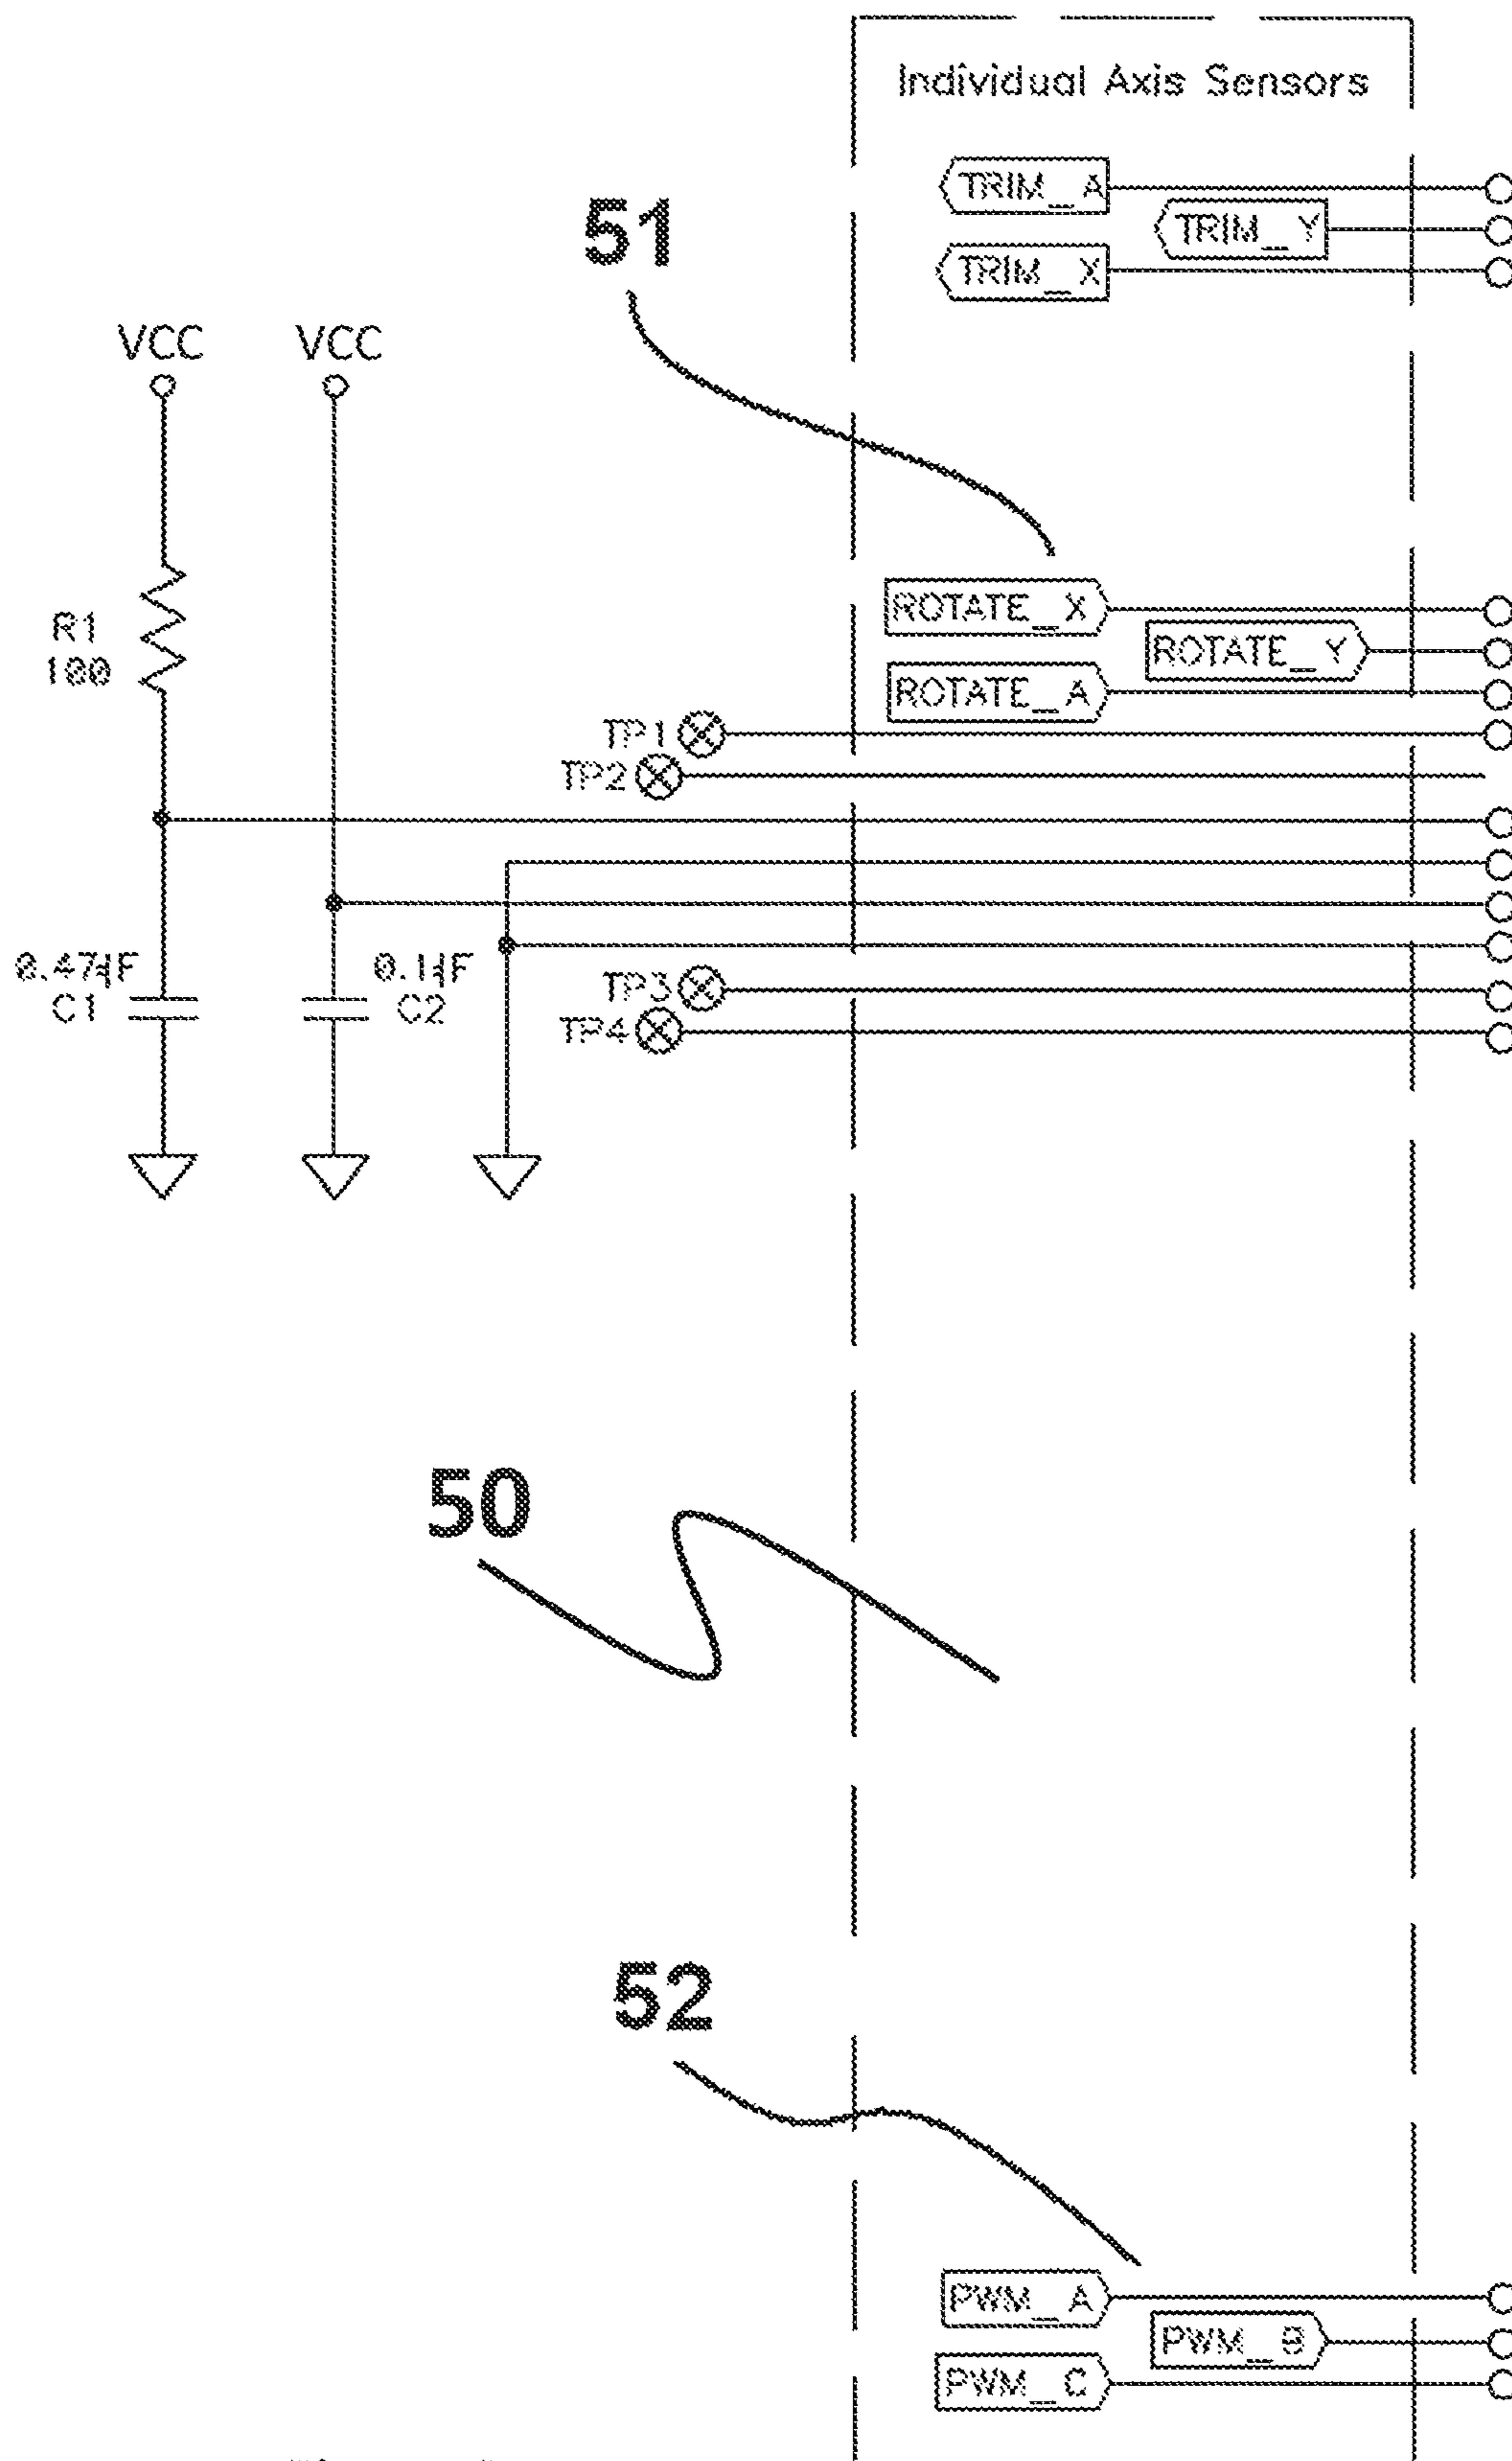 Individual Axis Sensors
TRIM_A
TRIM_Y
TRIM_X
51
VCC VCC
ROTATE_X
ROTATE_Y
ROTATE_A
R1
100
TP1
TP2
0.47µF
C1
0.1µF
C2
TP3
TP4
50
52
PWM_A
PWM_B
PWM_C